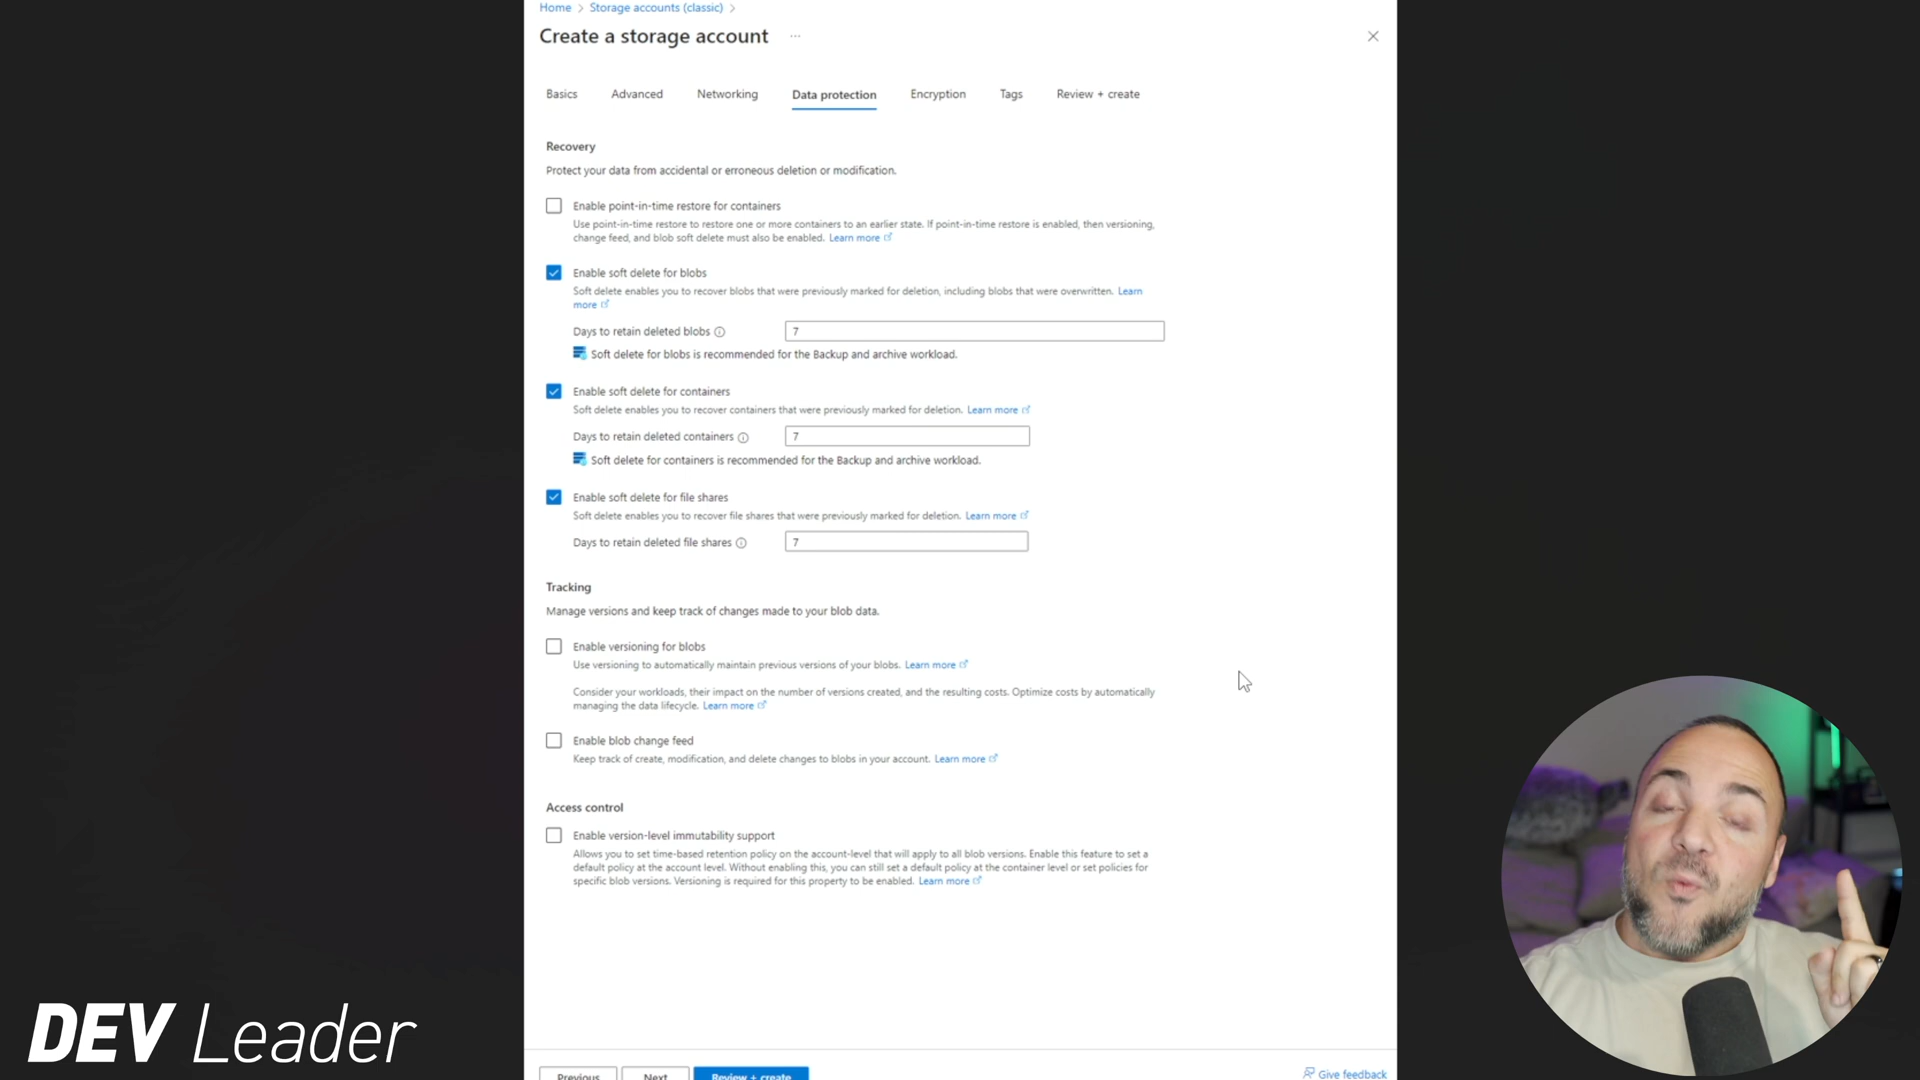 Home > Storage accounts (classic) >
Create a storage account ...
Basics Advanced Networking Data protection Encryption Tags Review + create
Recovery
Protect your data from accidental or erroneous deletion or modification.
Enable point-in-time restore for containers
Use point-in-time restore to restore one or more containers to an earlier state. If point-in-time restore is enabled, then versioning,
change feed, and blob soft delete must also be enabled. Learn more
Enable soft delete for blobs
Soft delete enables you to recover blobs that were previously marked for deletion, including blobs that were overwritten. Learn
more
Days to retain deleted blobs 7
Soft delete for blobs is recommended for the Backup and archive workload.
Enable soft delete for containers
Soft delete enables you to recover containers that were previously marked for deletion. Learn more
Days to retain deleted containers 7
Soft delete for containers is recommended for the Backup and archive workload.
Enable soft delete for file shares
Soft delete enables you to recover file shares that were previously marked for deletion. Learn more
Days to retain deleted file shares 7
Tracking
Manage versions and keep track of changes made to your blob data.
Enable versioning for blobs
Use versioning to automatically maintain previous versions of your blobs. Learn more
Consider your workloads, their impact on the number of versions created, and the resulting costs. Optimize costs by automatically
managing the data lifecycle. Learn more
Enable blob change feed
Keep track of create, modification, and delete changes to blobs in your account. Learn more
Access control
Enable version-level immutability support
Allows you to set time-based retention policy on the account-level that will apply to all blob versions. Enable this feature to set a
default policy at the account level. Without enabling this, you can still set a default policy at the container level or set policies for
specific blob versions. Versioning is required for this property to be enabled. Learn more
Previous Next Review + create Give feedback
DEV Leader